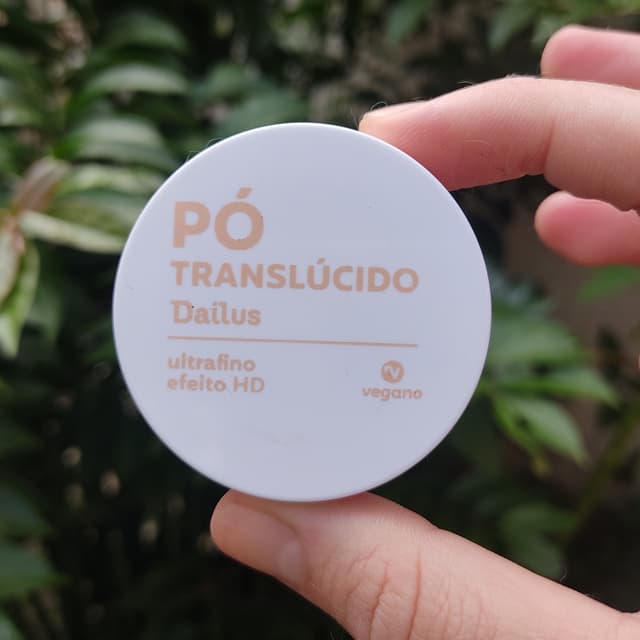 PÓ
TRANSLÚCIDO
Dailus
ultrafino
efeito HD
V
vegano